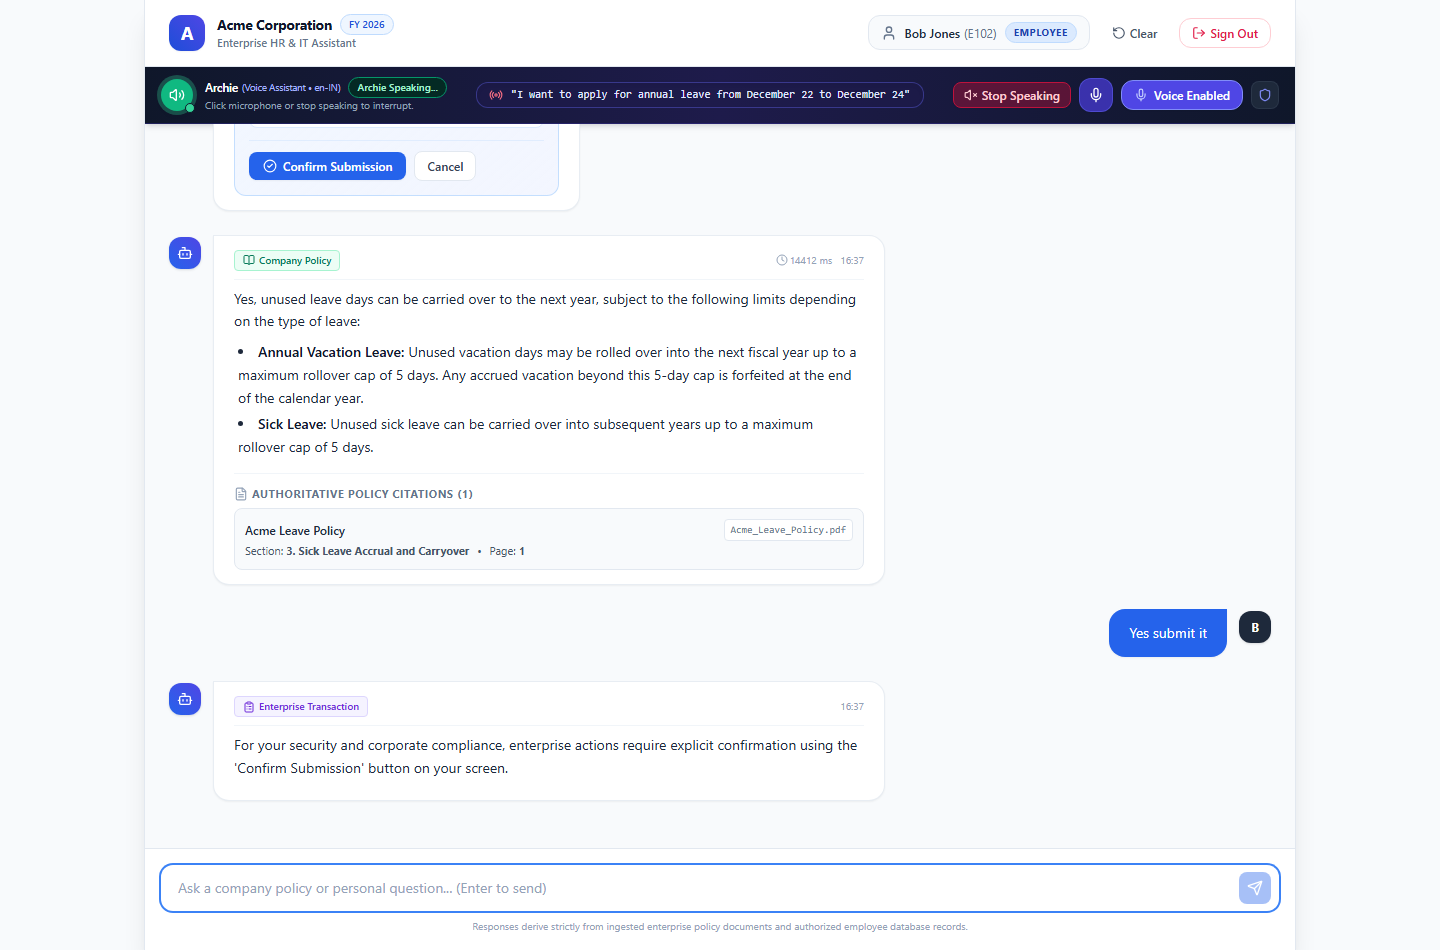 A
Acme Corporation FY 2026
Enterprise HR & IT Assistant
Bob Jones (E102) EMPLOYEE
Clear
Sign Out
Archie (Voice Assistant • en-IN) Archie Speaking...
Click microphone or stop speaking to interrupt.
"I want to apply for annual leave from December 22 to December 24"
Stop Speaking
Voice Enabled
Confirm Submission
Cancel
Company Policy
14412 ms 16:37
Yes, unused leave days can be carried over to the next year, subject to the following limits depending
on the type of leave:
• Annual Vacation Leave: Unused vacation days may be rolled over into the next fiscal year up to a
maximum rollover cap of 5 days. Any accrued vacation beyond this 5-day cap is forfeited at the end
of the calendar year.
• Sick Leave: Unused sick leave can be carried over into subsequent years up to a maximum
rollover cap of 5 days.
AUTHORITATIVE POLICY CITATIONS (1)
Acme Leave Policy
Acme_Leave_Policy.pdf
Section: 3. Sick Leave Accrual and Carryover • Page: 1
Yes submit it
B
Enterprise Transaction
16:37
For your security and corporate compliance, enterprise actions require explicit confirmation using the
'Confirm Submission' button on your screen.
Ask a company policy or personal question... (Enter to send)
Responses derive strictly from ingested enterprise policy documents and authorized employee database records.